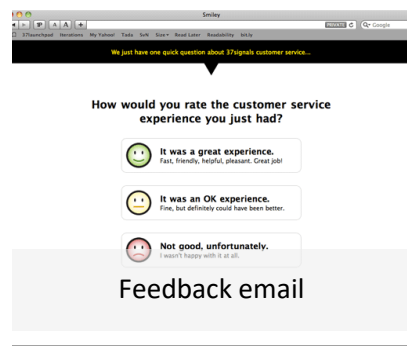 Smiley
A A +
PRIVATE C Q▾ Google
37launchpad Iterations My Yahoo! Tada SvN Size▾ Read Later Readability bit.ly
We just have one quick question about 37signals customer service...
How would you rate the customer service
experience you just had?
It was a great experience.
Fast, friendly, helpful, pleasant. Great job!
It was an OK experience.
Fine, but definitely could have been better.
Not good, unfortunately.
I wasn't happy with it at all.
Feedback email